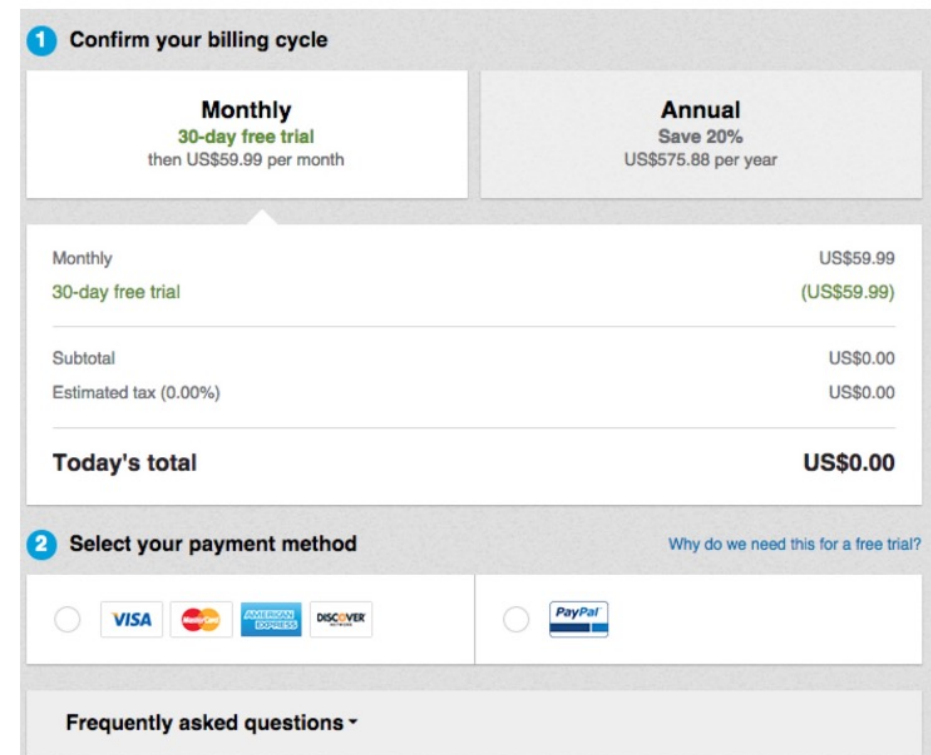 1 Confirm your billing cycle
Monthly
30-day free trial
then US$59.99 per month
Annual
Save 20%
US$575.88 per year
Monthly US$59.99
30-day free trial (US$59.99)
Subtotal US$0.00
Estimated tax (0.00%) US$0.00
Today's total US$0.00
2 Select your payment method Why do we need this for a free trial?
VISA MasterCard AMERICAN EXPRESS DISCOVER NETWORK PayPal
Frequently asked questions